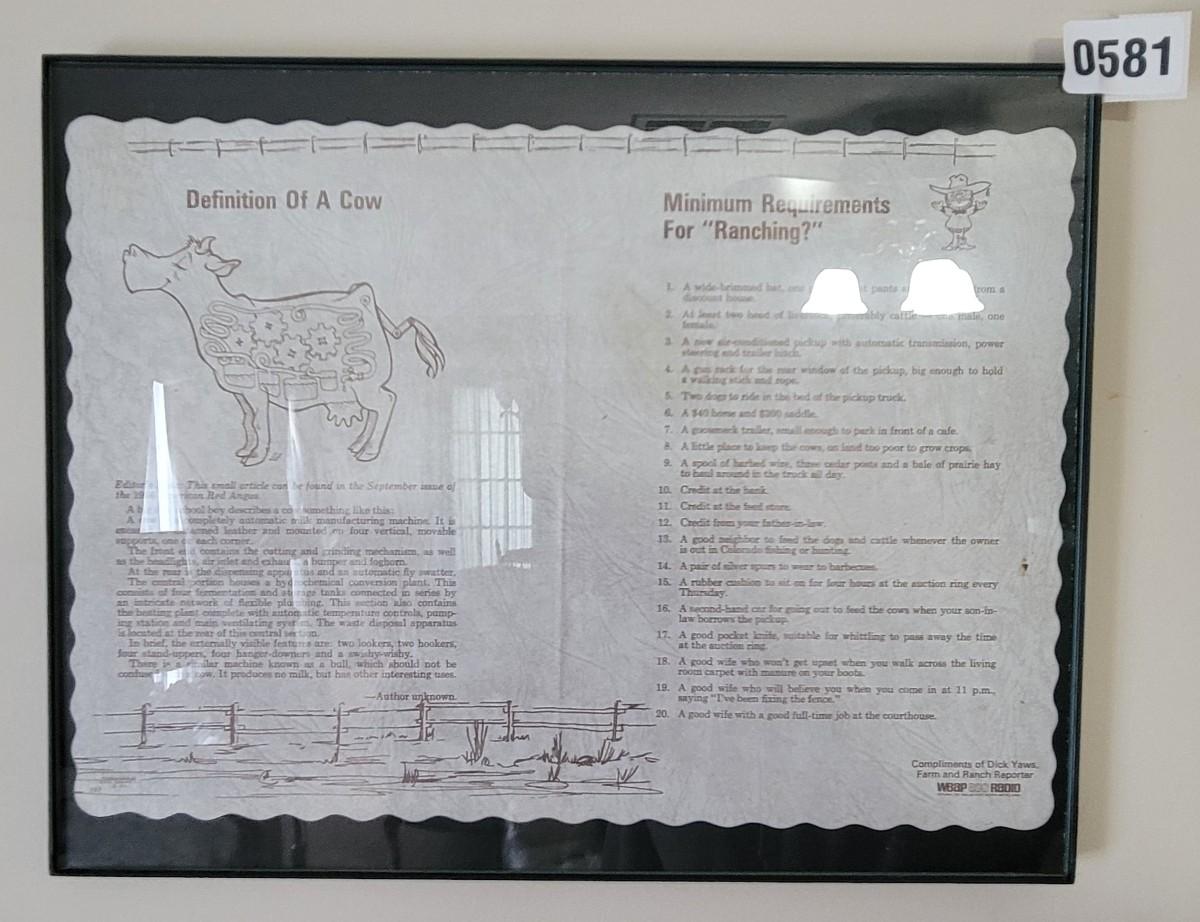 0581
Definition Of A Cow
This small article can be found in the September issue of
the Red Angus.
boy describes a something like this:
A completely automatic milk manufacturing machine. It is
leather and mounted on four vertical, movable
supports, one each corner.
The front end contains the cutting and grinding mechanism, as well
as the headlights, air inlet and exhaust, a bumper and foghorn.
At the rear is the dispensing apparatus and an automatic fly swatter.
The central portion houses a hydrochemical conversion plant. This
consists of four fermentation and storage tanks connected in series by
an intricate network of flexible plumbing. This section also contains
the heating plant complete with automatic temperature controls, pump-
ing station and main ventilating system. The waste disposal apparatus
is located at the rear of this central section.
In brief, the externally visible features are: two lookers, two hookers,
four stand-uppers, four hanger-downers and a swishy-wishy.
There is a similar machine known as a bull, which should not be
cow. It produces no milk, but has other interesting uses.
—Author unknown.
Minimum Requirements
For "Ranching?"
1. A wide-brimmed hat, one pants from a
discount house.
2. At least two head of cattle male, one
female.
3. A new air-conditioned pickup with automatic transmission, power
steering and trailer hitch.
4. A gun rack for the rear window of the pickup, big enough to hold
a walking stick and rope.
5. Two dogs to ride in the bed of the pickup truck.
6. A $40 horse and $300 saddle.
7. A gooseneck trailer, small enough to park in front of a cafe.
8. A little place to keep the cows, on land too poor to grow crops.
9. A spool of barbed wire, three cedar posts and a bale of prairie hay
to haul around in the truck all day.
10. Credit at the bank.
11. Credit at the feed store.
12. Credit from your father-in-law.
13. A good neighbor to feed the dogs and cattle whenever the owner
is out in Colorado fishing or hunting.
14. A pair of silver spurs to wear to barbecues.
15. A rubber cushion to sit on for four hours at the auction ring every
Thursday.
16. A second-hand car for going out to feed the cows when your son-in-
law borrows the pickup.
17. A good pocket knife, suitable for whittling to pass away the time
at the auction ring.
18. A good wife who won't get upset when you walk across the living
room carpet with manure on your boots.
19. A good wife who will believe you when you come in at 11 p.m.,
saying "I've been fixing the fence."
20. A good wife with a good full-time job at the courthouse.
Compliments of Dick Yaws,
Farm and Ranch Reporter
WBAP RADIO